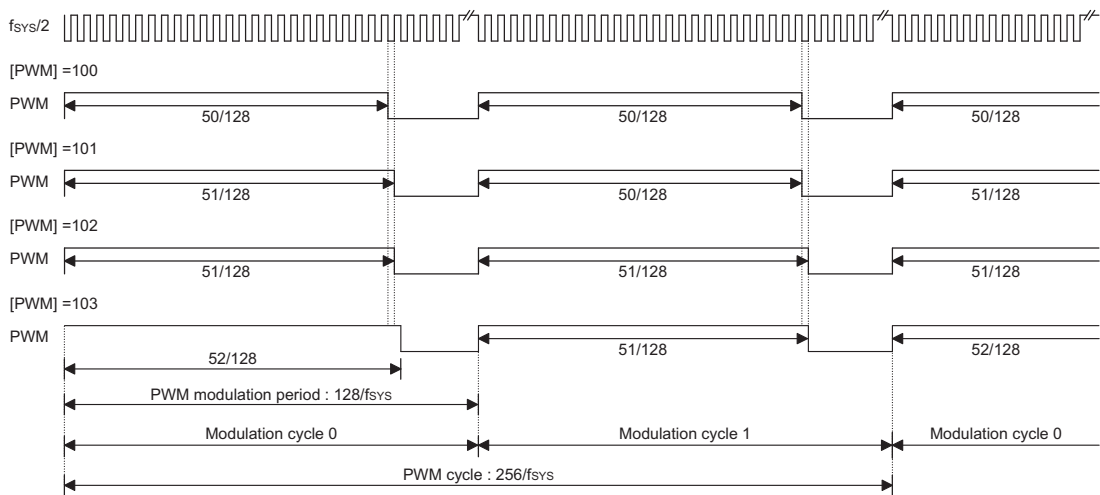 fSYS/2
[PWM] =100
PWM
50/128 50/128 50/128
[PWM] =101
PWM
51/128 50/128 51/128
[PWM] =102
PWM
51/128 51/128 51/128
[PWM] =103
PWM
52/128 51/128 52/128
PWM modulation period : 128/fSYS
Modulation cycle 0 Modulation cycle 1 Modulation cycle 0
PWM cycle : 256/fSYS